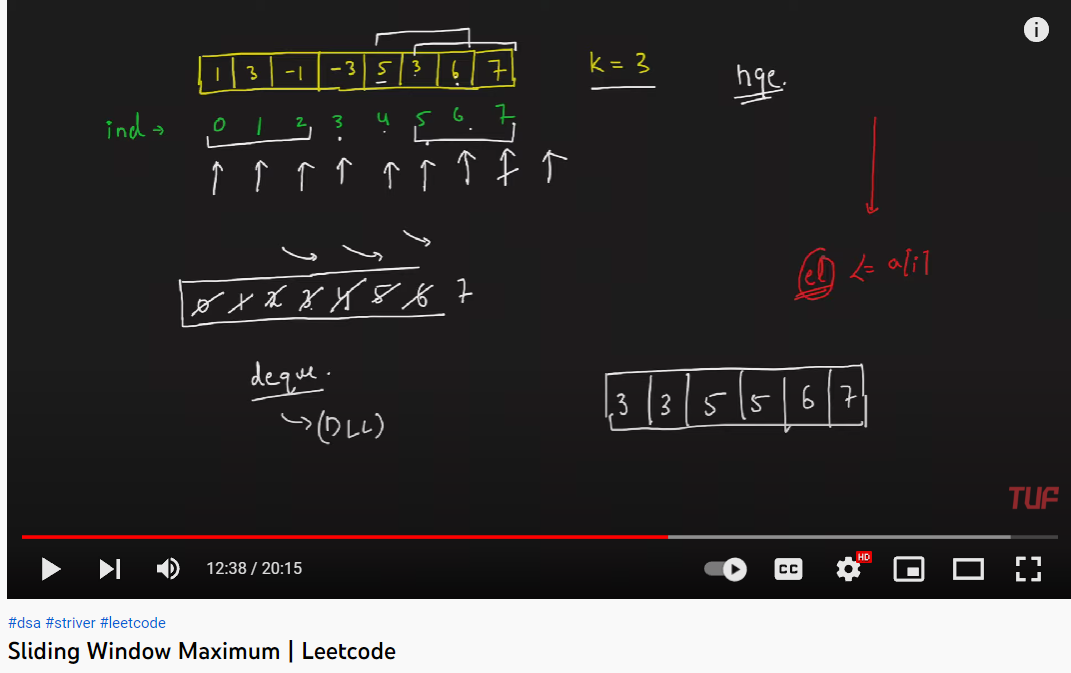 1 3 -1 -3 5 3 6 7
k = 3
nge.
ind → 0 1 2 3 4 5 6 7
el <= a[i]
0 1 2 3 4 5 6 7
deque.
→ (DLL)
3 3 5 5 6 7
TUF
12:38 / 20:15
CC
HD
#dsa #striver #leetcode
Sliding Window Maximum | Leetcode